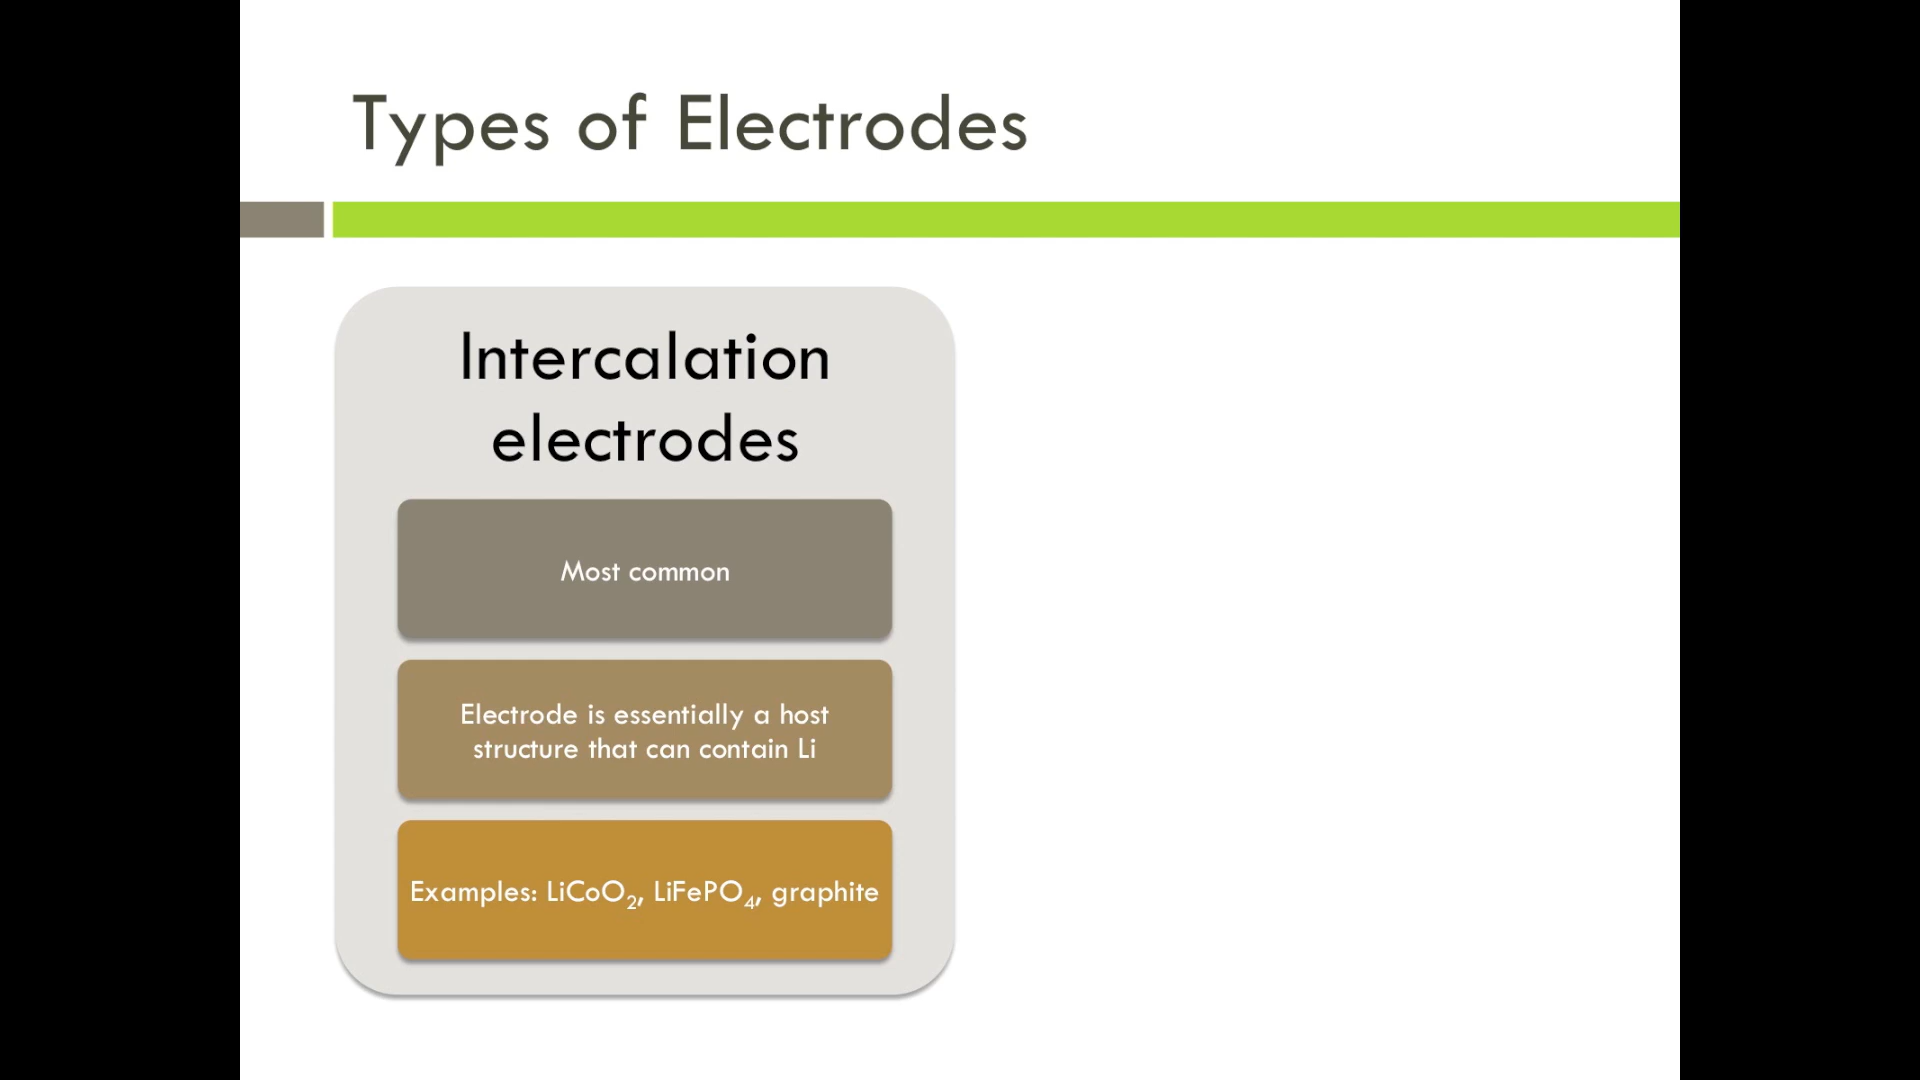 Types of Electrodes
Intercalation
electrodes
Most common
Electrode is essentially a host
structure that can contain Li
Examples: LiCoO₂, LiFePO₄, graphite